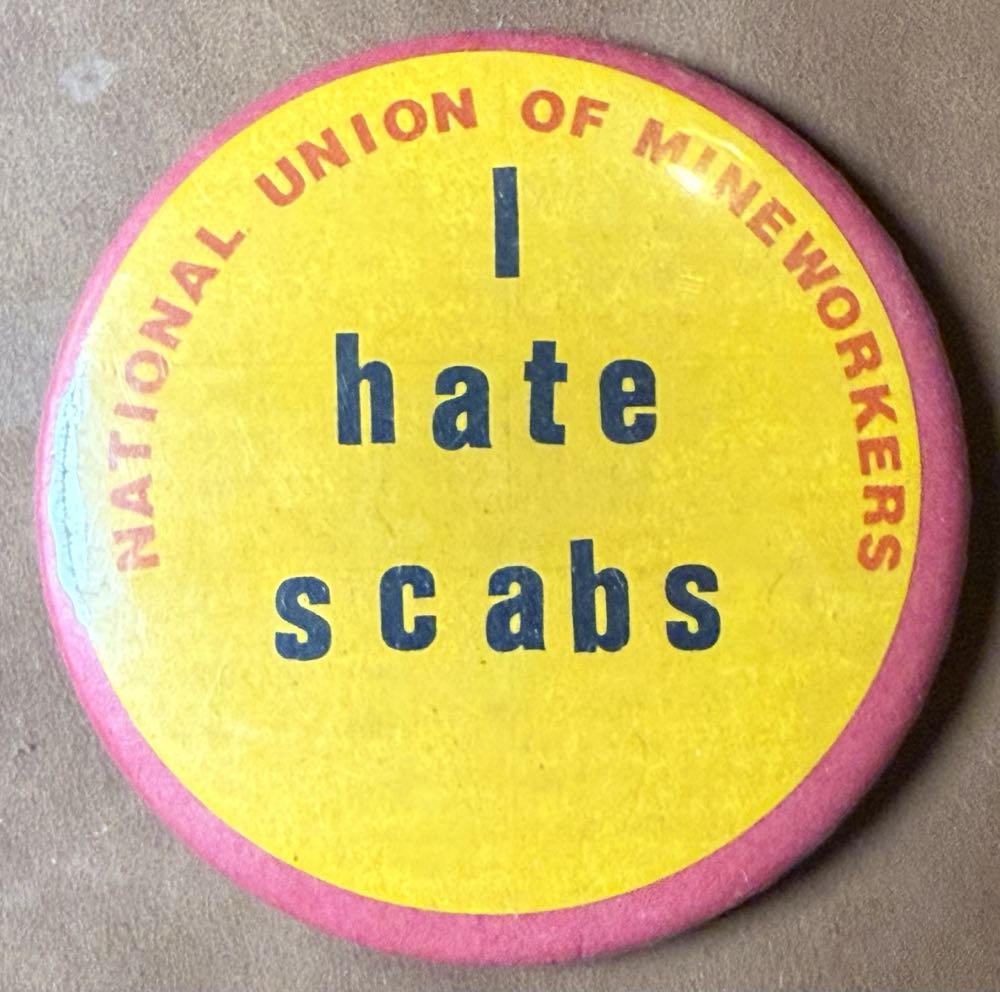 NATIONAL UNION OF MINEWORKERS
I
hate
scabs